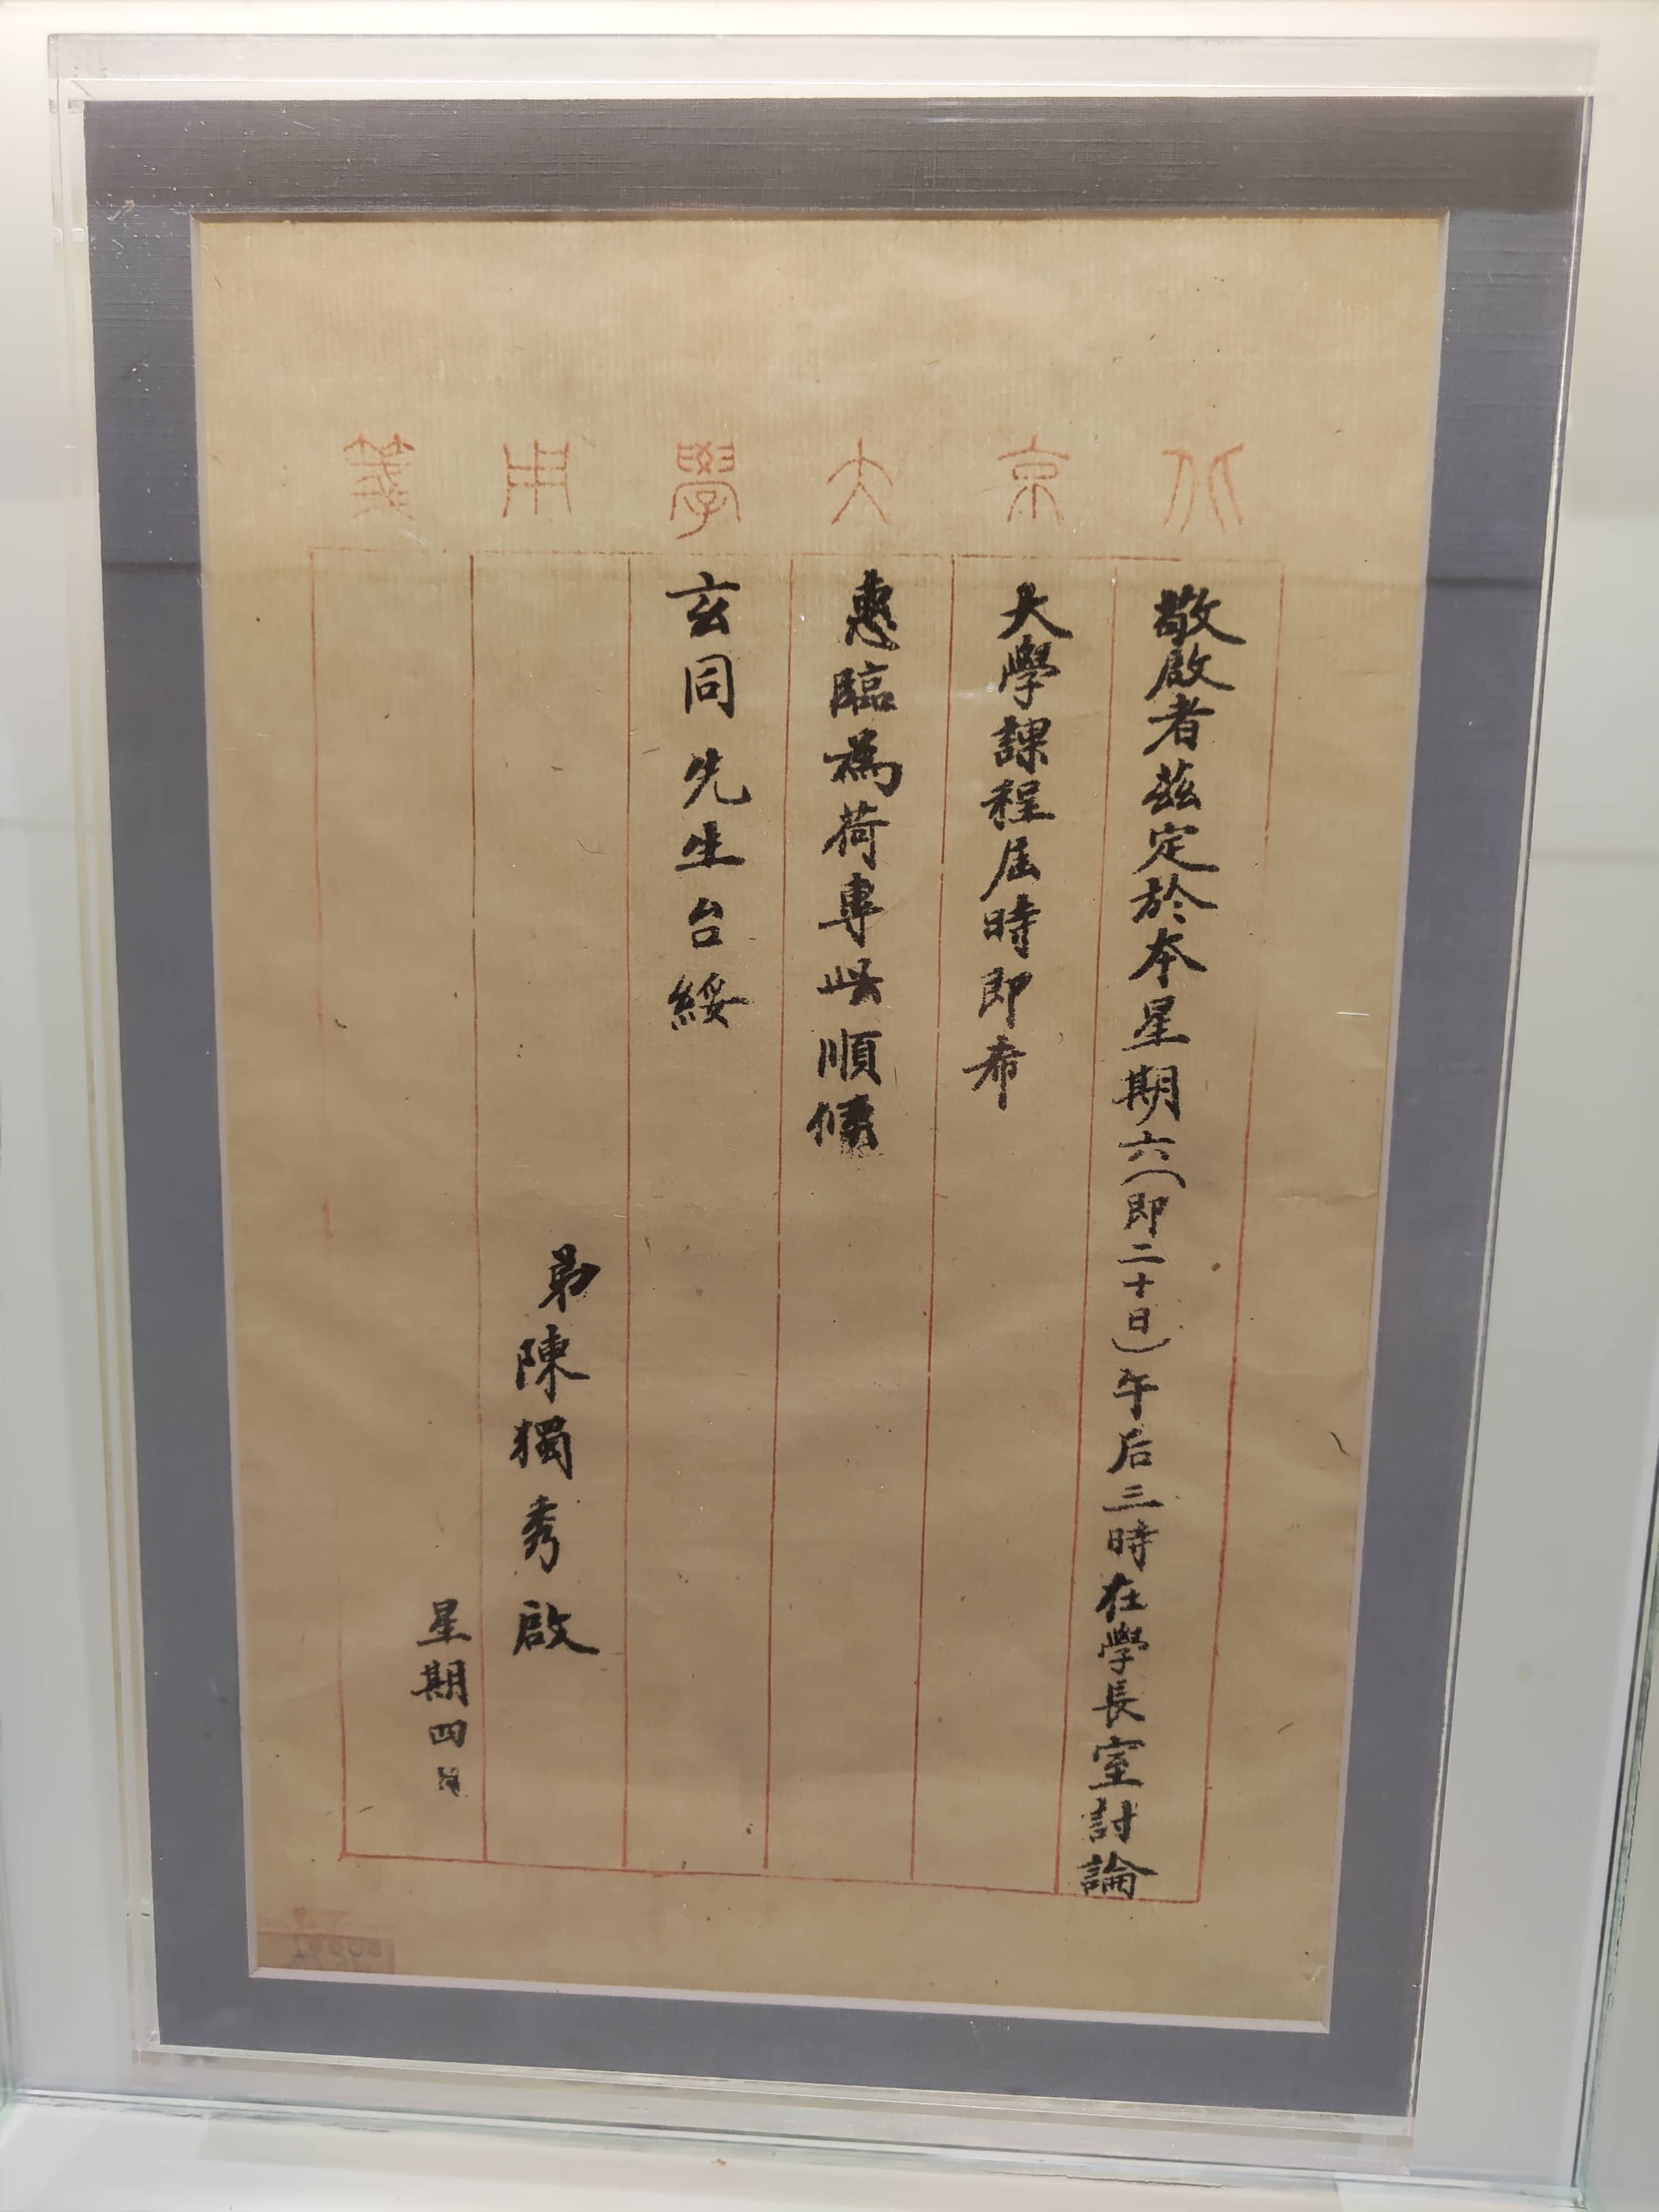 北京大學用箋
敬啟者茲定於本星期六(即二十日)午后三時在學長室討論
大學課程屆時即希
惠臨為荷專此順候
玄同先生台綏
弟陳獨秀啟
星期四